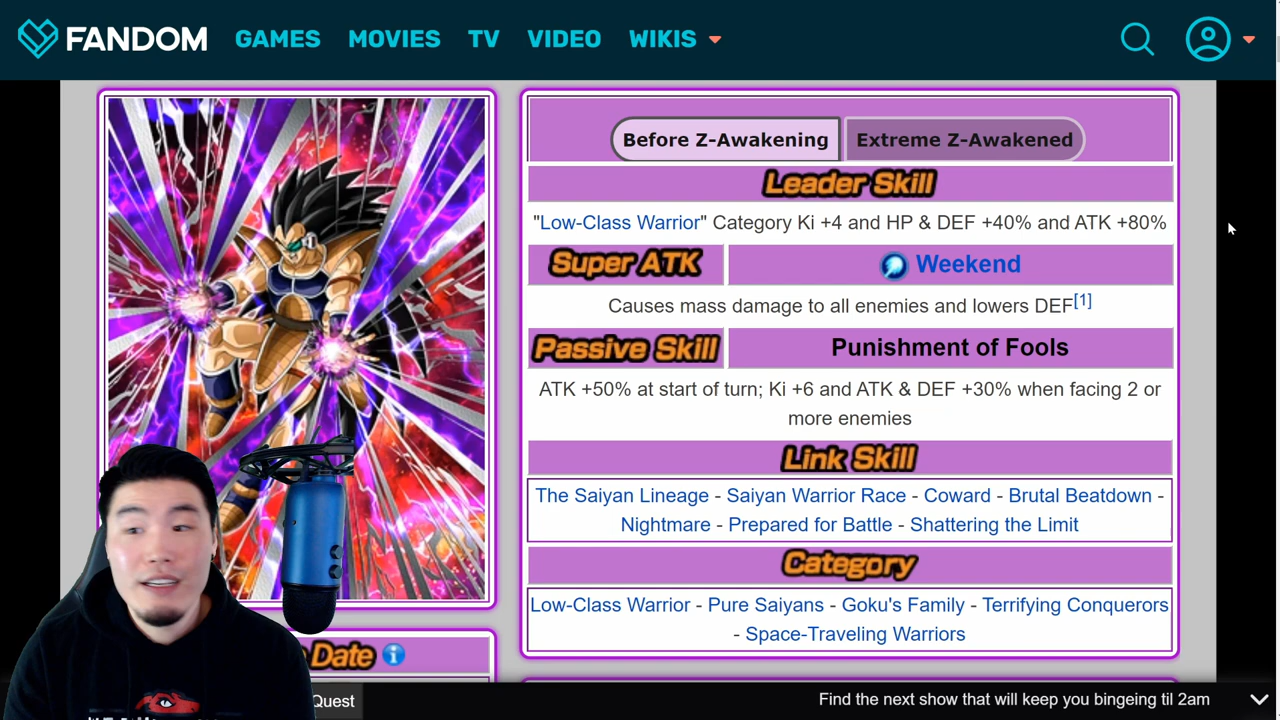 FANDOM GAMES MOVIES TV VIDEO WIKIS
Before Z-Awakening Extreme Z-Awakened
Leader Skill
"Low-Class Warrior" Category Ki +4 and HP & DEF +40% and ATK +80%
Super ATK Weekend
Causes mass damage to all enemies and lowers DEF[1]
Passive Skill Punishment of Fools
ATK +50% at start of turn; Ki +6 and ATK & DEF +30% when facing 2 or
more enemies
Link Skill
The Saiyan Lineage - Saiyan Warrior Race - Coward - Brutal Beatdown -
Nightmare - Prepared for Battle - Shattering the Limit
Category
Low-Class Warrior - Pure Saiyans - Goku's Family - Terrifying Conquerors
- Space-Traveling Warriors
Date
Quest
Find the next show that will keep you bingeing til 2am